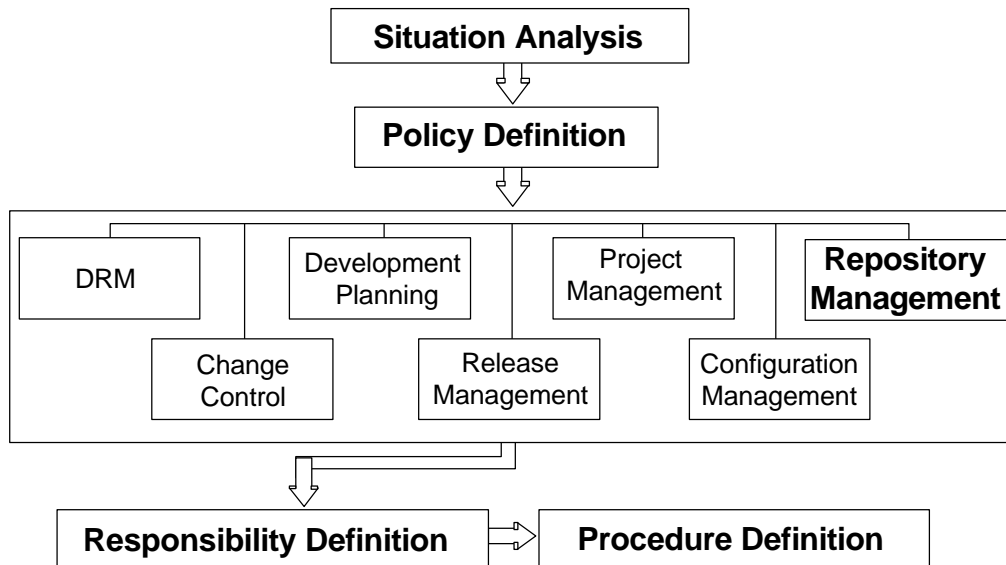 Situation Analysis
Policy Definition
DRM
Development
Planning
Project
Management
Repository
Management
Change
Control
Release
Management
Configuration
Management
Responsibility Definition
Procedure Definition